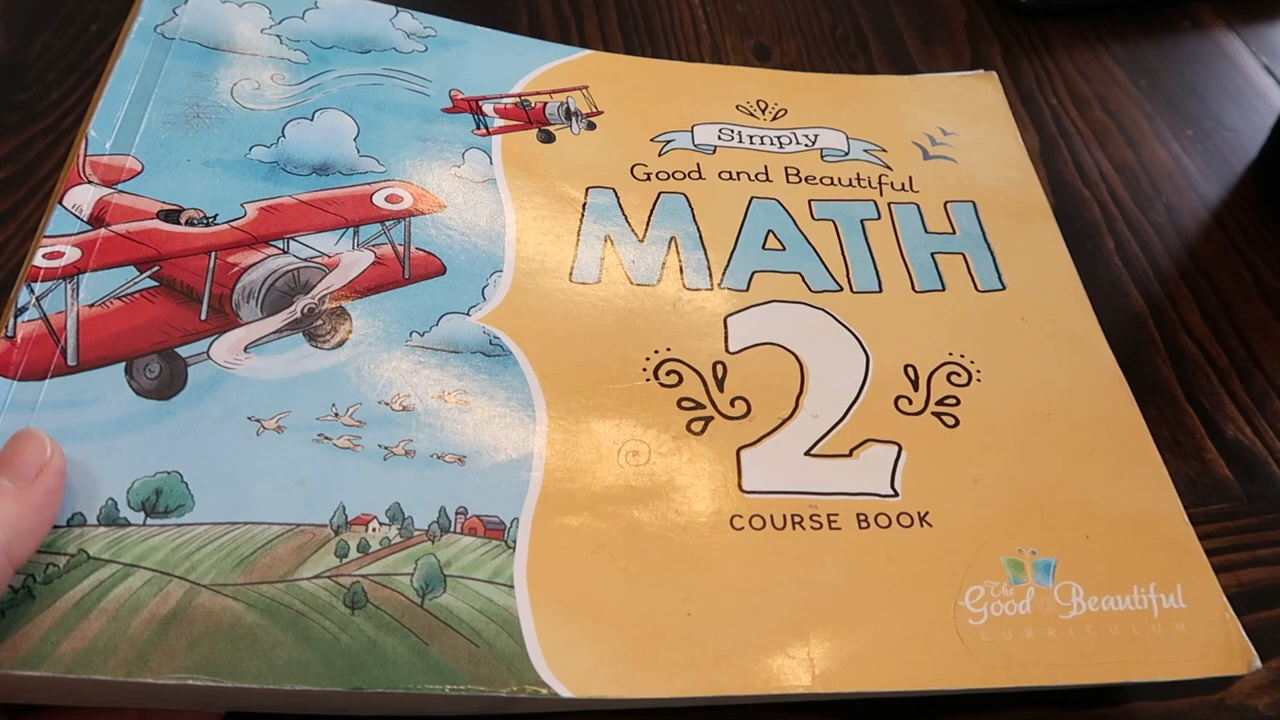 Simply
Good and Beautiful
MATH
2
COURSE BOOK
The
Good and Beautiful
CURRICULUM